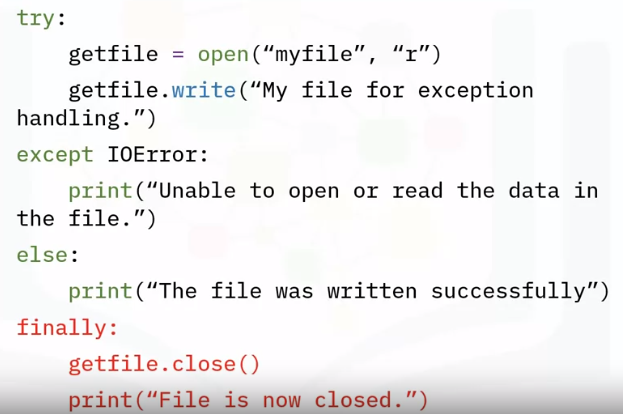 try:
getfile = open(“myfile”, “r”)
getfile.write(“My file for exception
handling.”)
except IOError:
print(“Unable to open or read the data in
the file.”)
else:
print(“The file was written successfully”)
finally:
getfile.close()
print(“File is now closed.”)